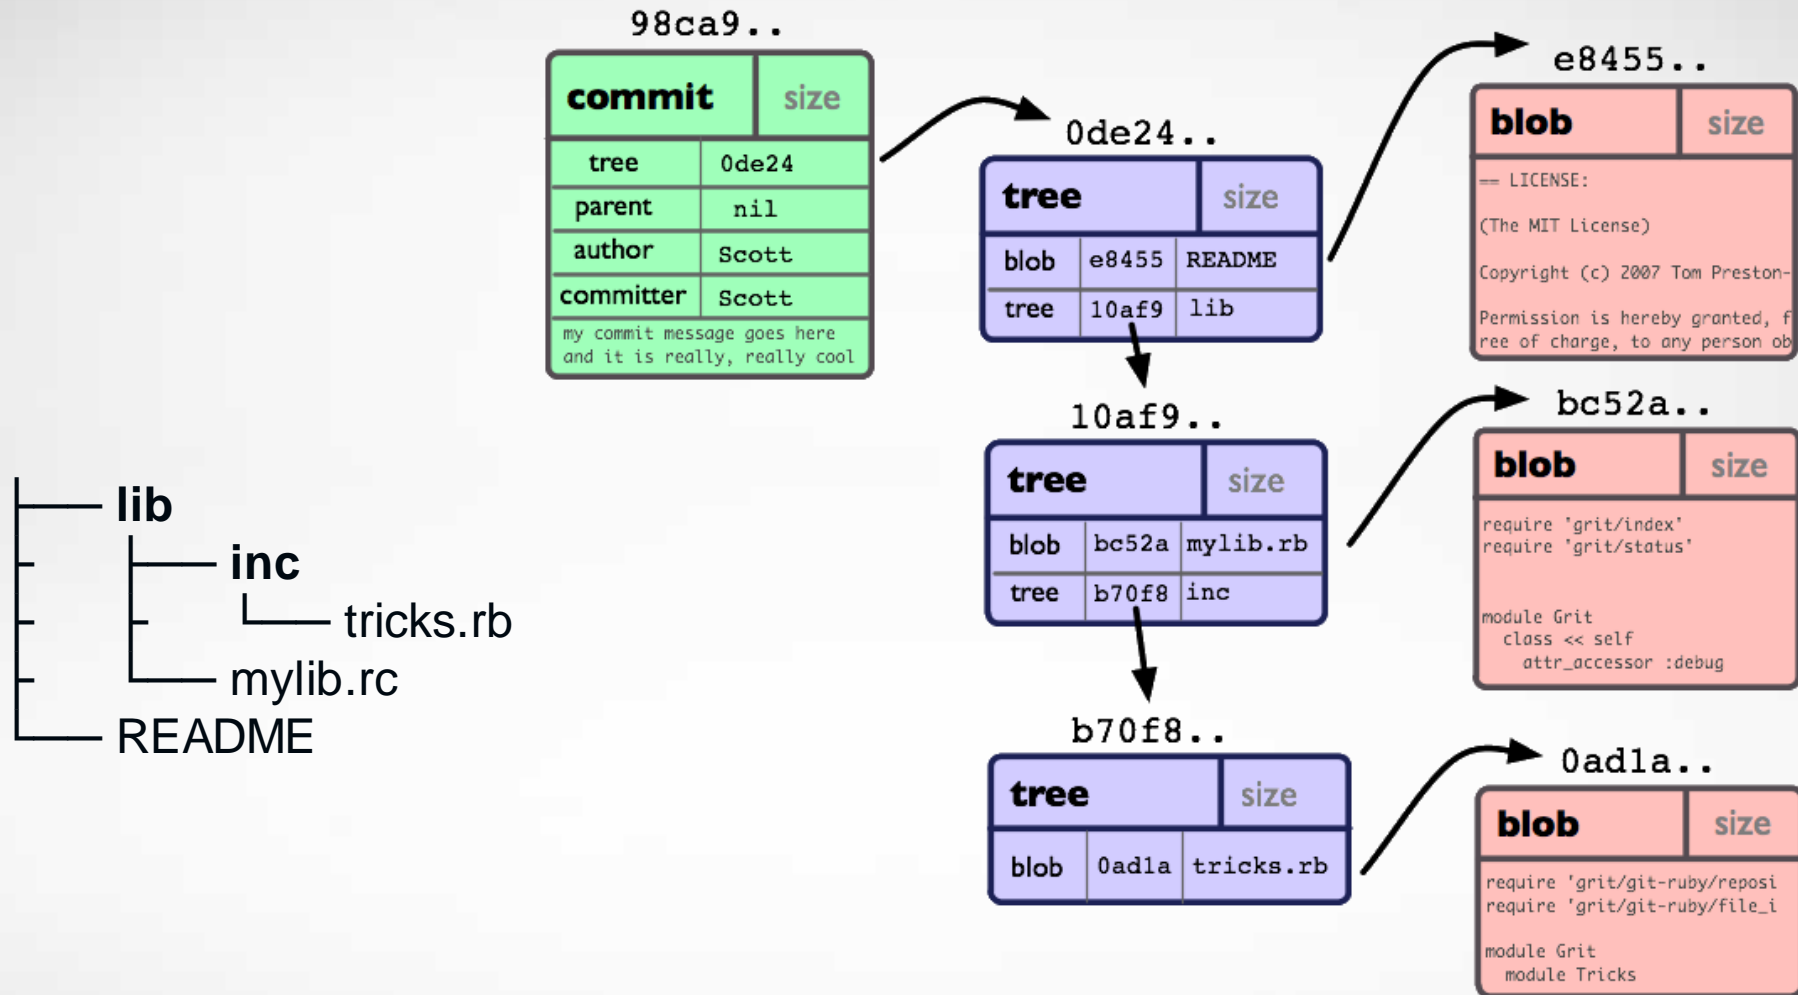 98ca9..
commit size
tree 0de24
parent nil
author Scott
committer Scott
my commit message goes here
and it is really, really cool
0de24..
tree size
blob e8455 README
tree 10af9 lib
e8455..
blob size
== LICENSE:
(The MIT License)
Copyright (c) 2007 Tom Preston-
Permission is hereby granted, f
ree of charge, to any person ob
10af9..
tree size
blob bc52a mylib.rb
tree b70f8 inc
bc52a..
blob size
require 'grit/index'
require 'grit/status'
module Grit
class << self
attr_accessor :debug
b70f8..
tree size
blob 0ad1a tricks.rb
0ad1a..
blob size
require 'grit/git-ruby/reposi
require 'grit/git-ruby/file_i
module Grit
module Tricks
lib
inc
tricks.rb
mylib.rc
README